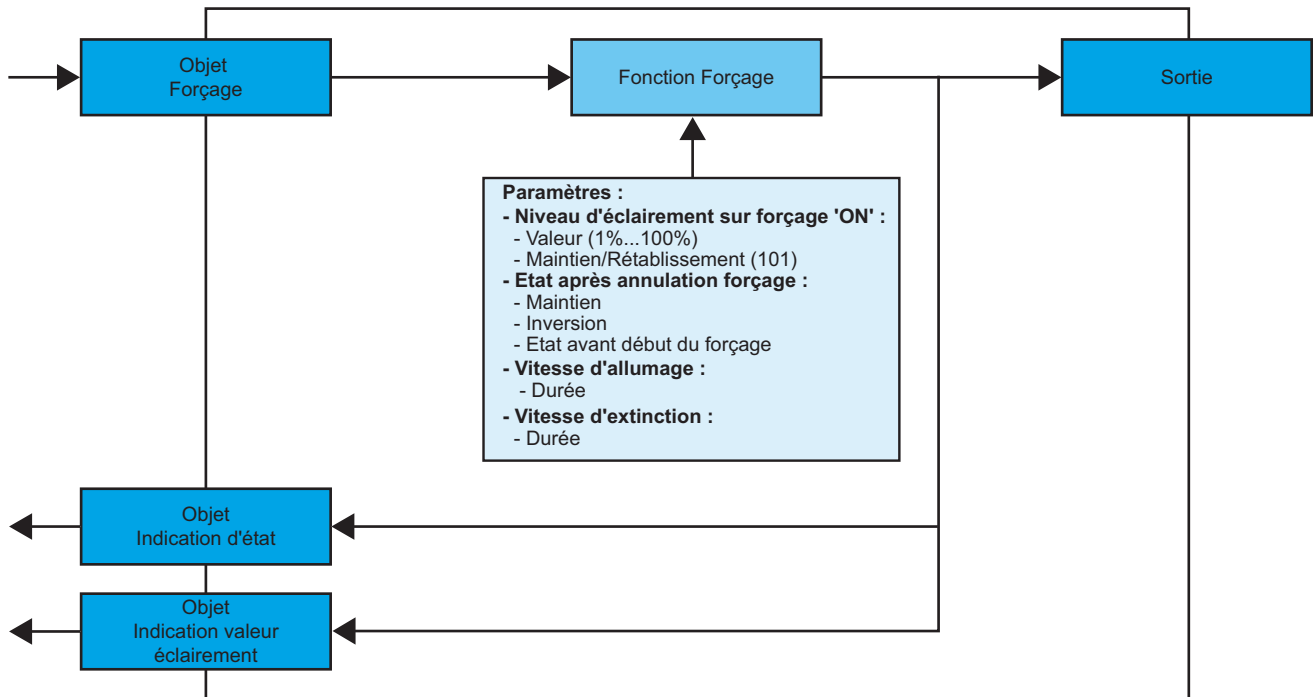 Objet
Forçage
Fonction Forçage
Sortie
Paramètres :
- Niveau d'éclairement sur forçage 'ON' :
- Valeur (1%...100%)
- Maintien/Rétablissement (101)
- Etat après annulation forçage :
- Maintien
- Inversion
- Etat avant début du forçage
- Vitesse d'allumage :
- Durée
- Vitesse d'extinction :
- Durée
Objet
Indication d'état
Objet
Indication valeur
éclairement